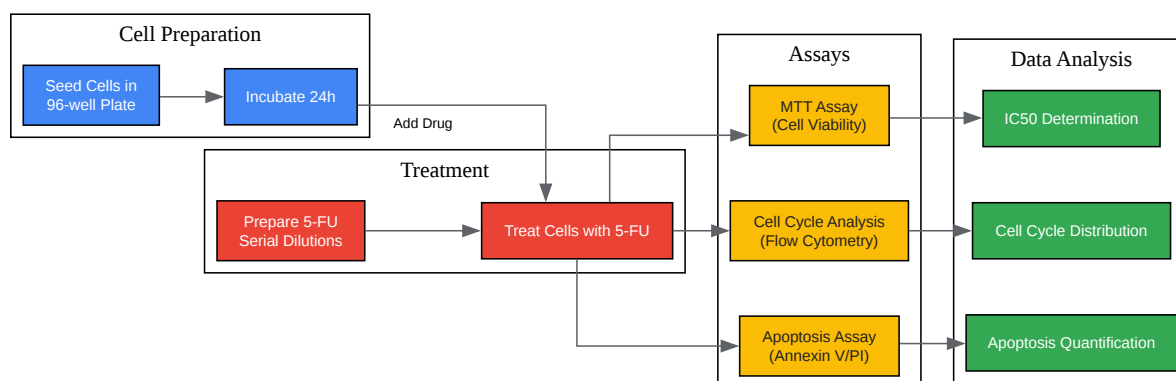 Cell Preparation
Seed Cells in
96-well Plate
Incubate 24h
Add Drug
Treatment
Prepare 5-FU
Serial Dilutions
Treat Cells with 5-FU
Assays
MTT Assay
(Cell Viability)
Cell Cycle Analysis
(Flow Cytometry)
Apoptosis Assay
(Annexin V/PI)
Data Analysis
IC50 Determination
Cell Cycle Distribution
Apoptosis Quantification